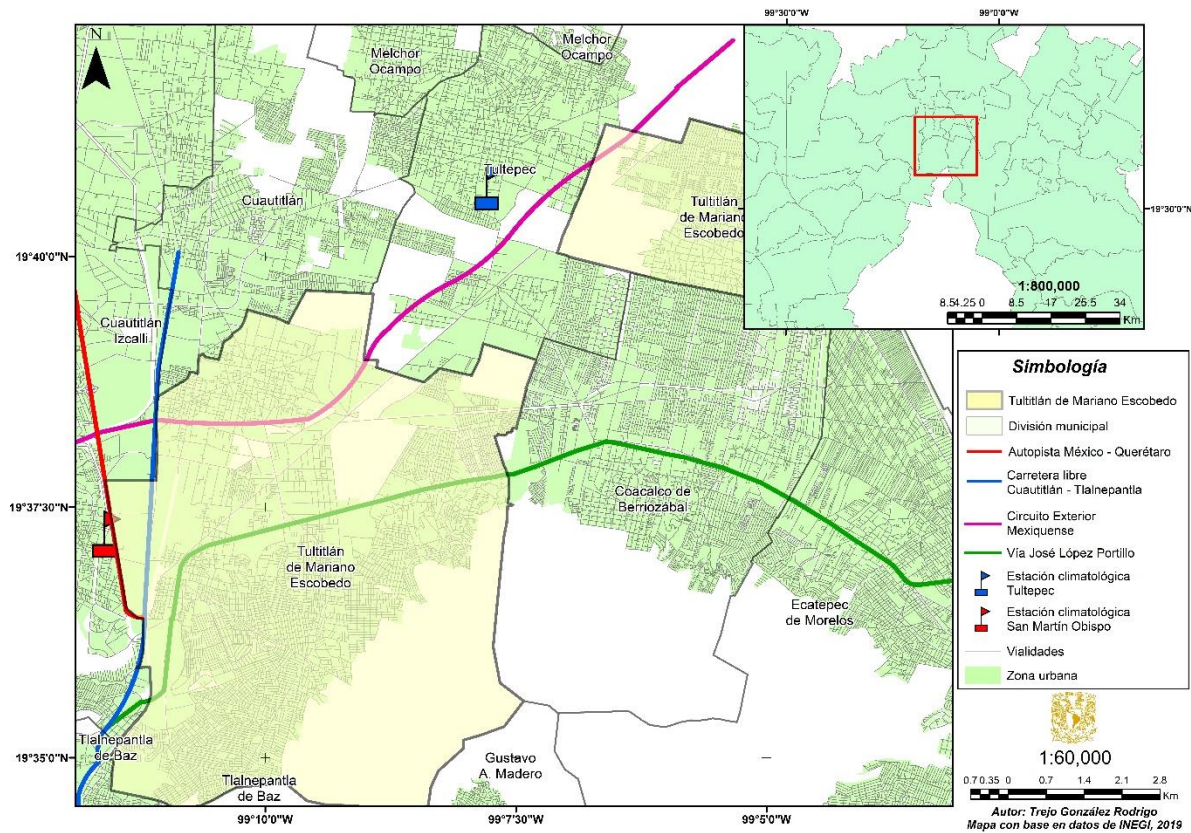 99°30'0"W
99°0'0"W
N
Melchor
Ocampo
Melchor
Ocampo
Tultepec
Cuautitlán
Tultitlán
de Mariano
Escobedo
19°30'0"N
1:800,000
8.54.25 0 8.5 17 25.5 34
Km
19°40'0"N
Cuautitlán
Izcalli
19°37'30"N
Coacalco de
Berriozábal
Tultitlán
de Mariano
Escobedo
Ecatepec
de Morelos
19°35'0"N
Tlalnepantla
de Baz
Tlalnepantla
de Baz
Gustavo
A. Madero
99°10'0"W
99°7'30"W
99°5'0"W
Simbología
Tultitlán de Mariano Escobedo
División municipal
Autopista México - Querétaro
Carretera libre
Cuautitlán - Tlalnepantla
Circuito Exterior
Mexiquense
Vía José López Portillo
Estación climatológica
Tultepec
Estación climatológica
San Martín Obispo
Vialidades
Zona urbana
1:60,000
0.7 0.35 0 0.7 1.4 2.1 2.8
Km
Autor: Trejo González Rodrigo
Mapa con base en datos de INEGI, 2019